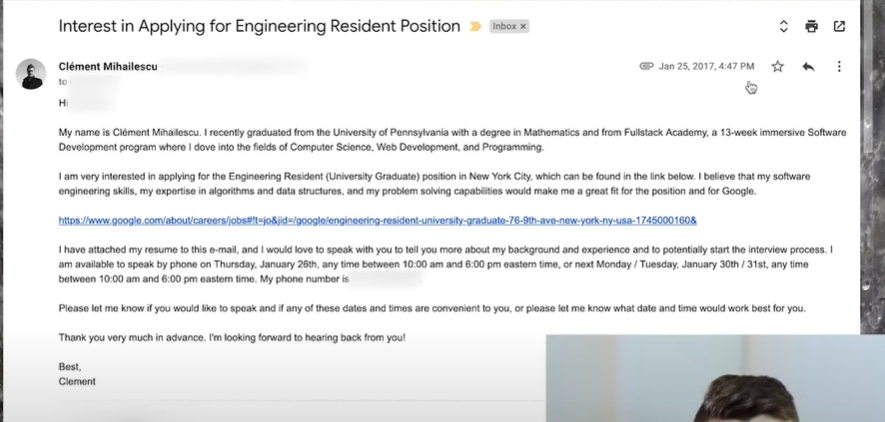 Interest in Applying for Engineering Resident Position Inbox x
Clément Mihailescu Jan 25, 2017, 4:47 PM
to
Hi
My name is Clément Mihailescu. I recently graduated from the University of Pennsylvania with a degree in Mathematics and from Fullstack Academy, a 13-week immersive Software
Development program where I dove into the fields of Computer Science, Web Development, and Programming.
I am very interested in applying for the Engineering Resident (University Graduate) position in New York City, which can be found in the link below. I believe that my software
engineering skills, my expertise in algorithms and data structures, and my problem solving capabilities would make me a great fit for the position and for Google.
https://www.google.com/about/careers/jobs#!t=jo&jid=/google/engineering-resident-university-graduate-76-9th-ave-new-york-ny-usa-1745000160&
I have attached my resume to this e-mail, and I would love to speak with you to tell you more about my background and experience and to potentially start the interview process. I
am available to speak by phone on Thursday, January 26th, any time between 10:00 am and 6:00 pm eastern time, or next Monday / Tuesday, January 30th / 31st, any time
between 10:00 am and 6:00 pm eastern time. My phone number is
Please let me know if you would like to speak and if any of these dates and times are convenient to you, or please let me know what date and time would work best for you.
Thank you very much in advance. I'm looking forward to hearing back from you!
Best,
Clement